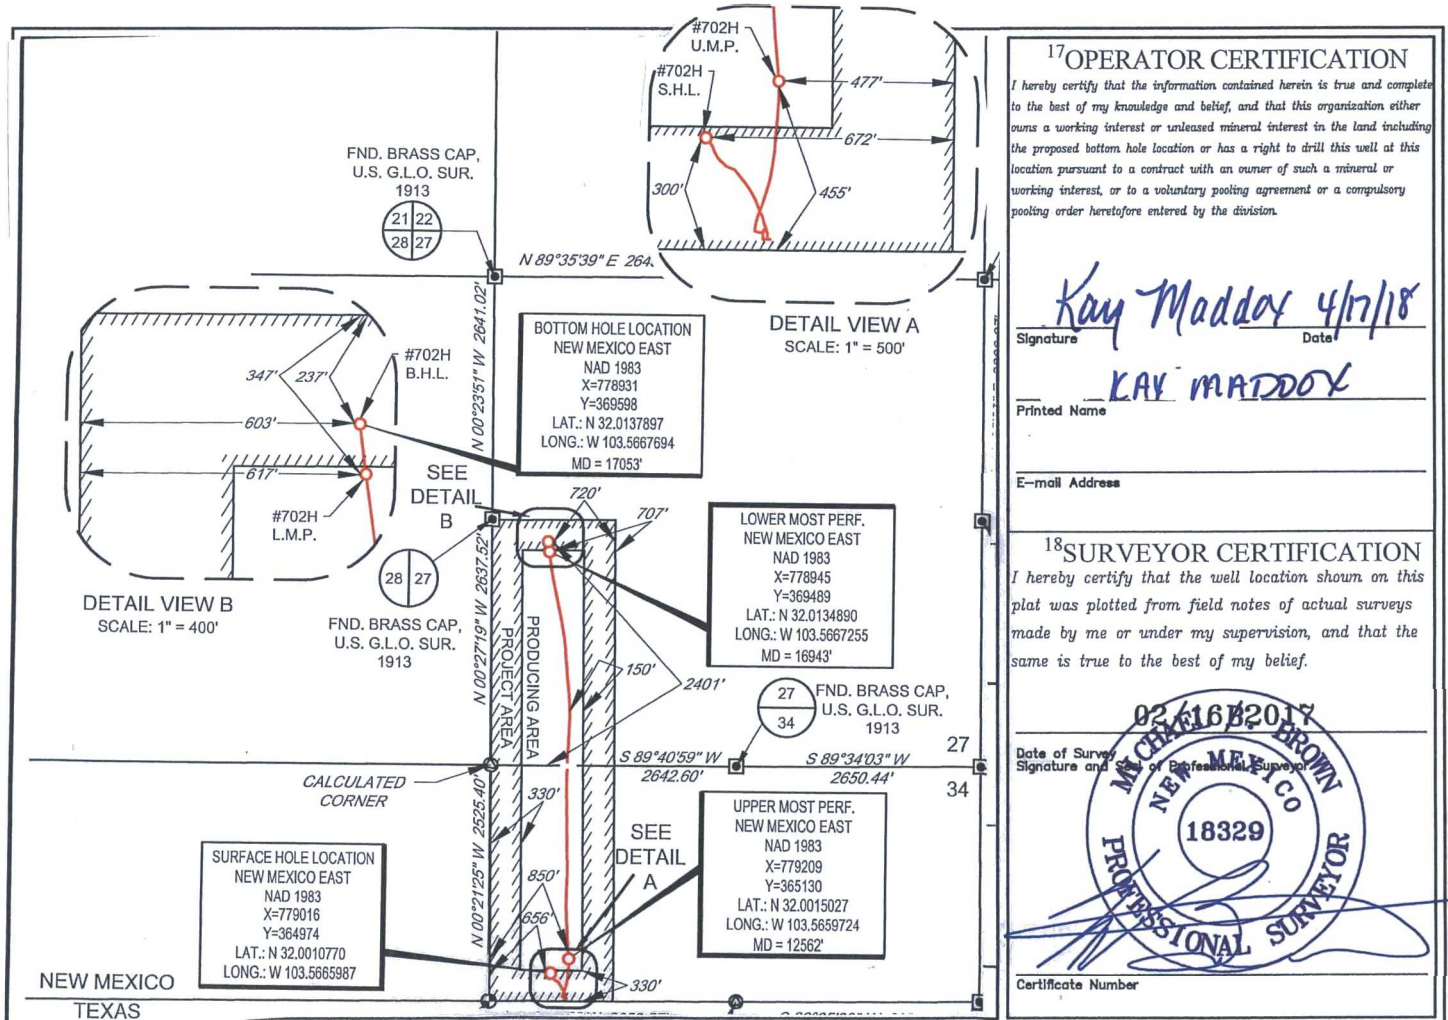 #702H
U.M.P.
#702H
S.H.L.
477'
672'
300'
455'
DETAIL VIEW A
SCALE: 1" = 500'
FND. BRASS CAP,
U.S. G.L.O. SUR.
1913
21 22
28 27
N 89°35'39" E 264
N 00°23'51" W 2641.02'
347'
237'
#702H
B.H.L.
603'
617'
#702H
L.M.P.
DETAIL VIEW B
SCALE: 1" = 400'
BOTTOM HOLE LOCATION
NEW MEXICO EAST
NAD 1983
X=778931
Y=369598
LAT.: N 32.0137897
LONG.: W 103.5667694
MD = 17053'
SEE
DETAIL
B
720'
707'
28 27
FND. BRASS CAP,
U.S. G.L.O. SUR.
1913
N 00°27'19" W 2637.52'
PROJECT AREA
PRODUCING AREA
LOWER MOST PERF.
NEW MEXICO EAST
NAD 1983
X=778945
Y=369489
LAT.: N 32.0134890
LONG.: W 103.5667255
MD = 16943'
150'
2401'
27
34
FND. BRASS CAP,
U.S. G.L.O. SUR.
1913
27
34
S 89°40'59" W
2642.60'
S 89°34'03" W
2650.44'
CALCULATED
CORNER
N 00°21'25" W 2525.40'
330'
SEE
DETAIL
A
850'
656'
330'
UPPER MOST PERF.
NEW MEXICO EAST
NAD 1983
X=779209
Y=365130
LAT.: N 32.0015027
LONG.: W 103.5659724
MD = 12562'
SURFACE HOLE LOCATION
NEW MEXICO EAST
NAD 1983
X=779016
Y=364974
LAT.: N 32.0010770
LONG.: W 103.5665987
NEW MEXICO
TEXAS
17 OPERATOR CERTIFICATION
I hereby certify that the information contained herein is true and complete
to the best of my knowledge and belief, and that this organization either
owns a working interest or unleased mineral interest in the land including
the proposed bottom hole location or has a right to drill this well at this
location pursuant to a contract with an owner of such a mineral or
working interest, or to a voluntary pooling agreement or a compulsory
pooling order heretofore entered by the division.
Kay Maddox 4/17/18
Signature Date
KAY MADDOX
Printed Name
E-mail Address
18 SURVEYOR CERTIFICATION
I hereby certify that the well location shown on this
plat was plotted from field notes of actual surveys
made by me or under my supervision, and that the
same is true to the best of my belief.
02/16/2017
Date of Survey
Signature and Seal of Professional Surveyor
MICHAEL B. BROWN
NEW MEXICO
18329
PROFESSIONAL SURVEYOR
Certificate Number